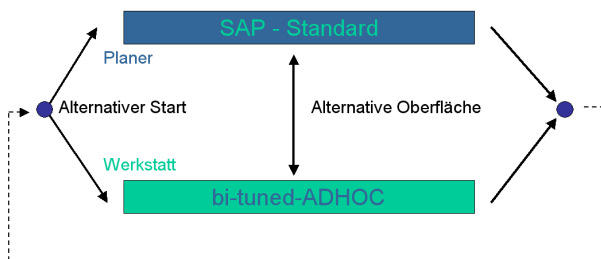 SAP - Standard
Planer
Alternativer Start
Alternative Oberfläche
Werkstatt
bi-tuned-ADHOC